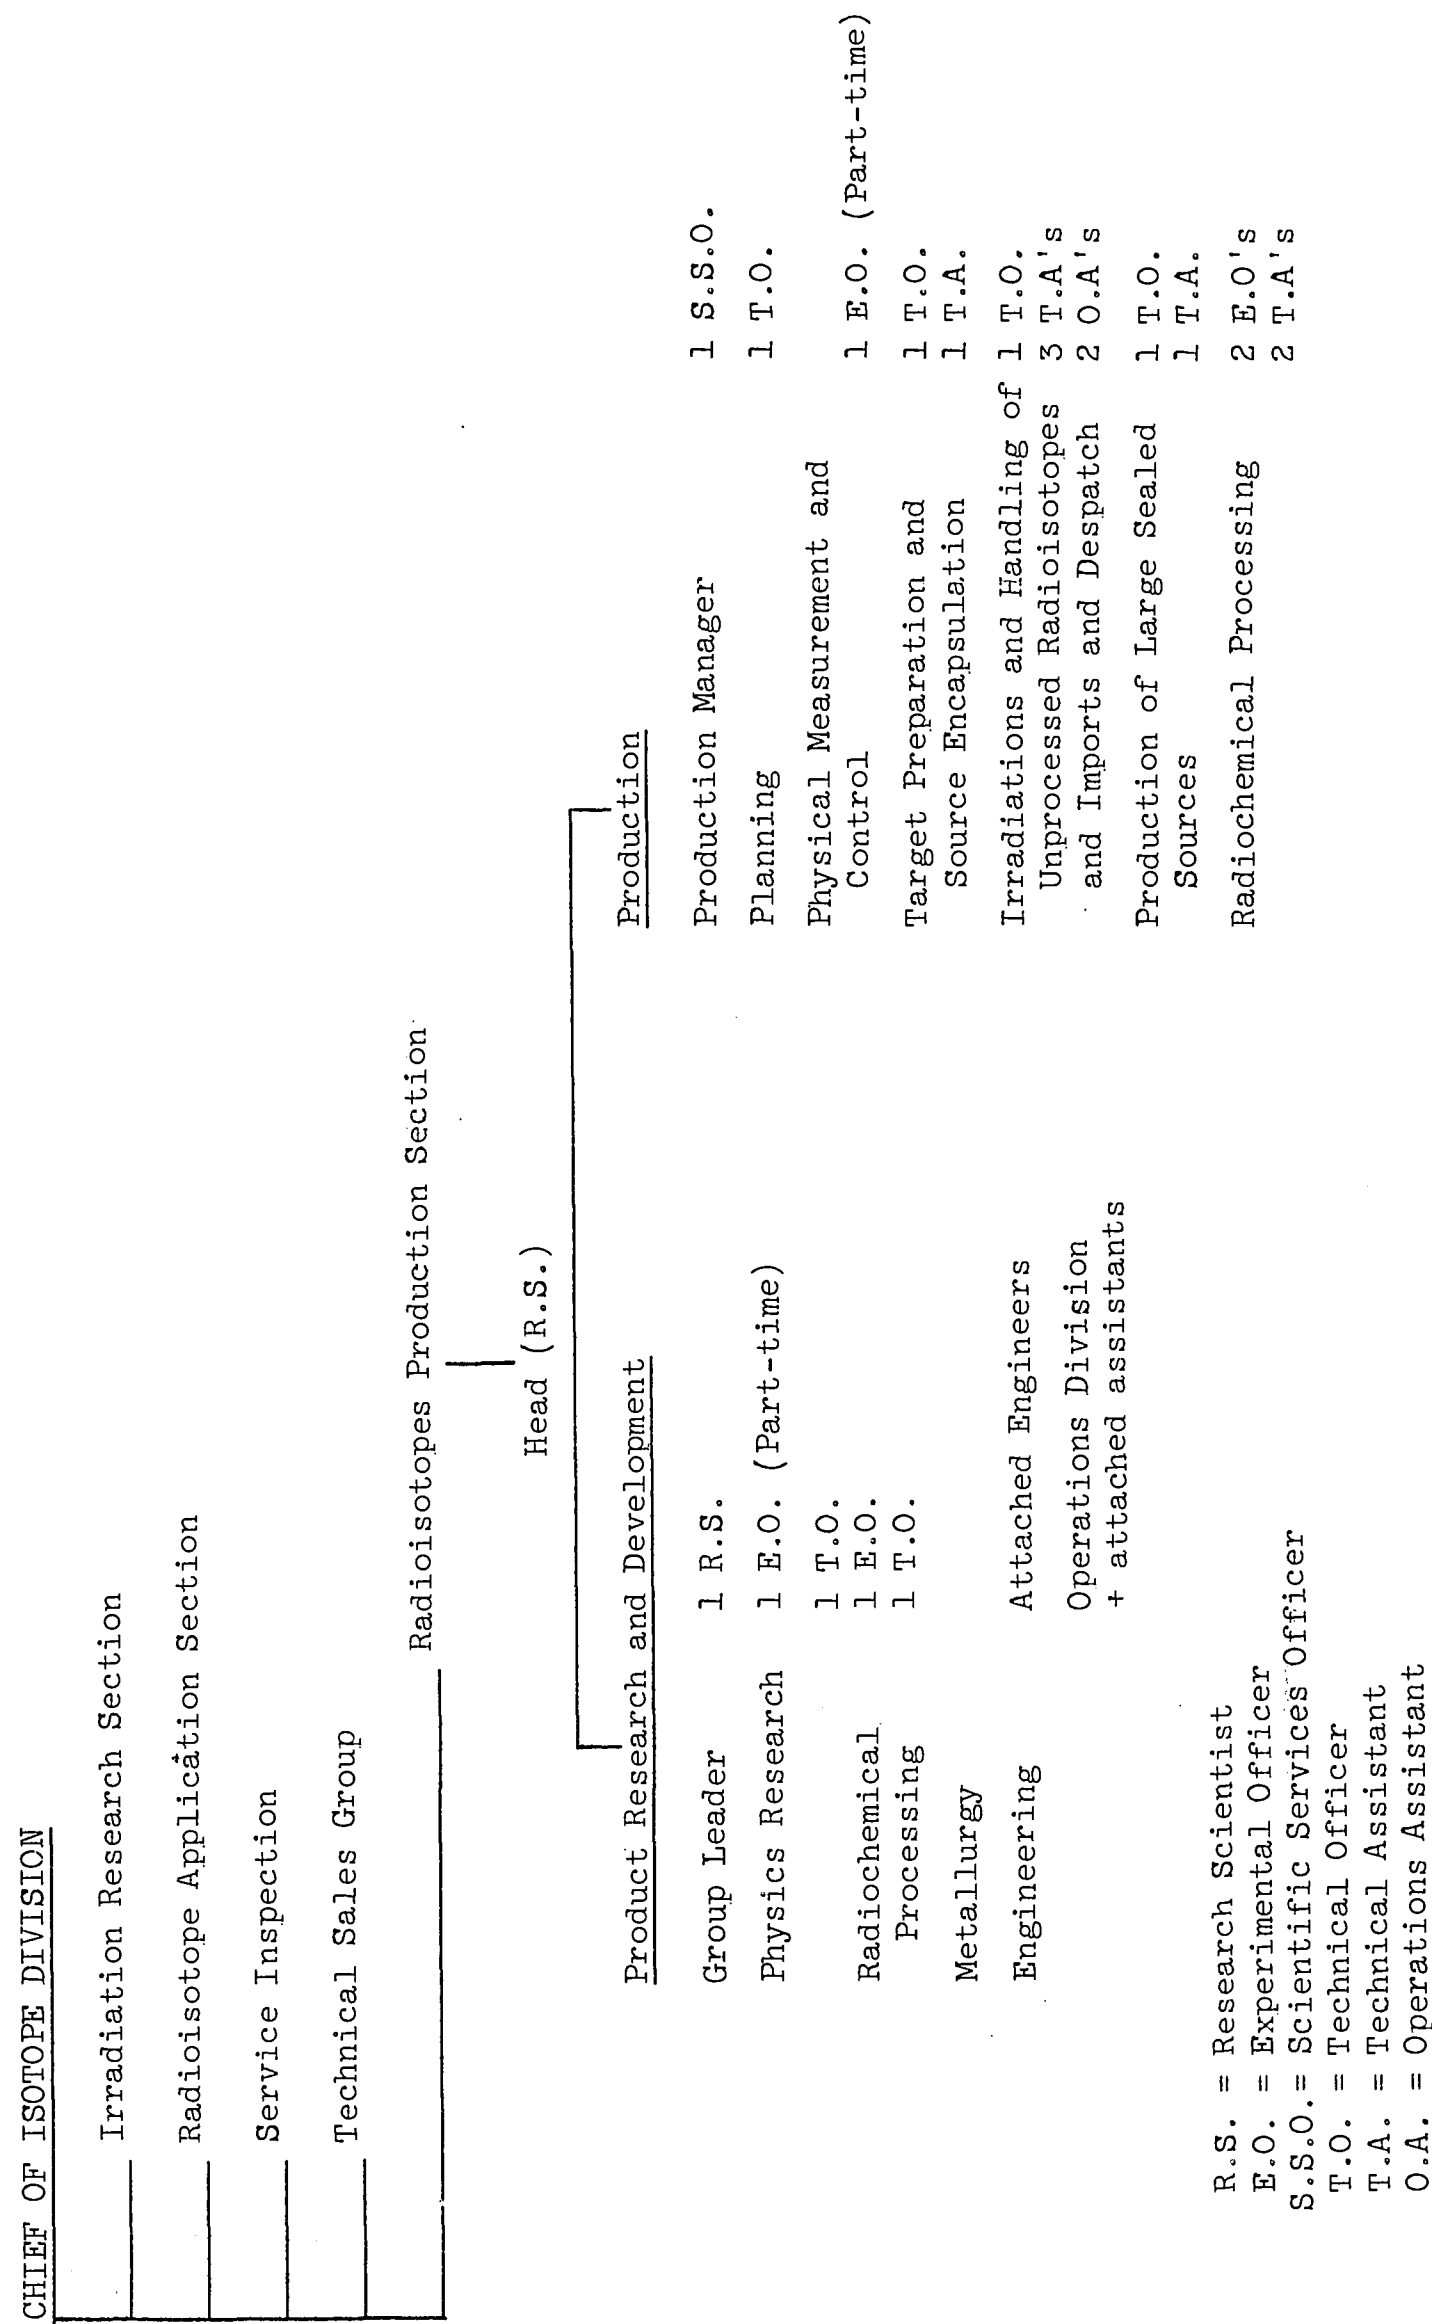 CHIEF OF ISOTOPE DIVISION
Irradiation Research Section
Radioisotope Application Section
Service Inspection
Technical Sales Group
Radioisotopes Production Section
Head (R.S.)
Product Research and Development
Group Leader 1 R.S.
Physics Research 1 E.O. (Part-time)
1 T.O.
Radiochemical 1 E.O.
Processing 1 T.O.
Metallurgy
Engineering Attached Engineers
Operations Division
+ attached assistants
Production
Production Manager 1 S.S.O.
Planning 1 T.O.
Physical Measurement and
Control 1 E.O. (Part-time)
Target Preparation and 1 T.O.
Source Encapsulation 1 T.A.
Irradiations and Handling of 1 T.O.
Unprocessed Radioisotopes 3 T.A's
and Imports and Despatch 2 O.A's
Production of Large Sealed 1 T.O.
Sources 1 T.A.
Radiochemical Processing 2 E.O's
2 T.A's
R.S. = Research Scientist
E.O. = Experimental Officer
S.S.O. = Scientific Services Officer
T.O. = Technical Officer
T.A. = Technical Assistant
O.A. = Operations Assistant